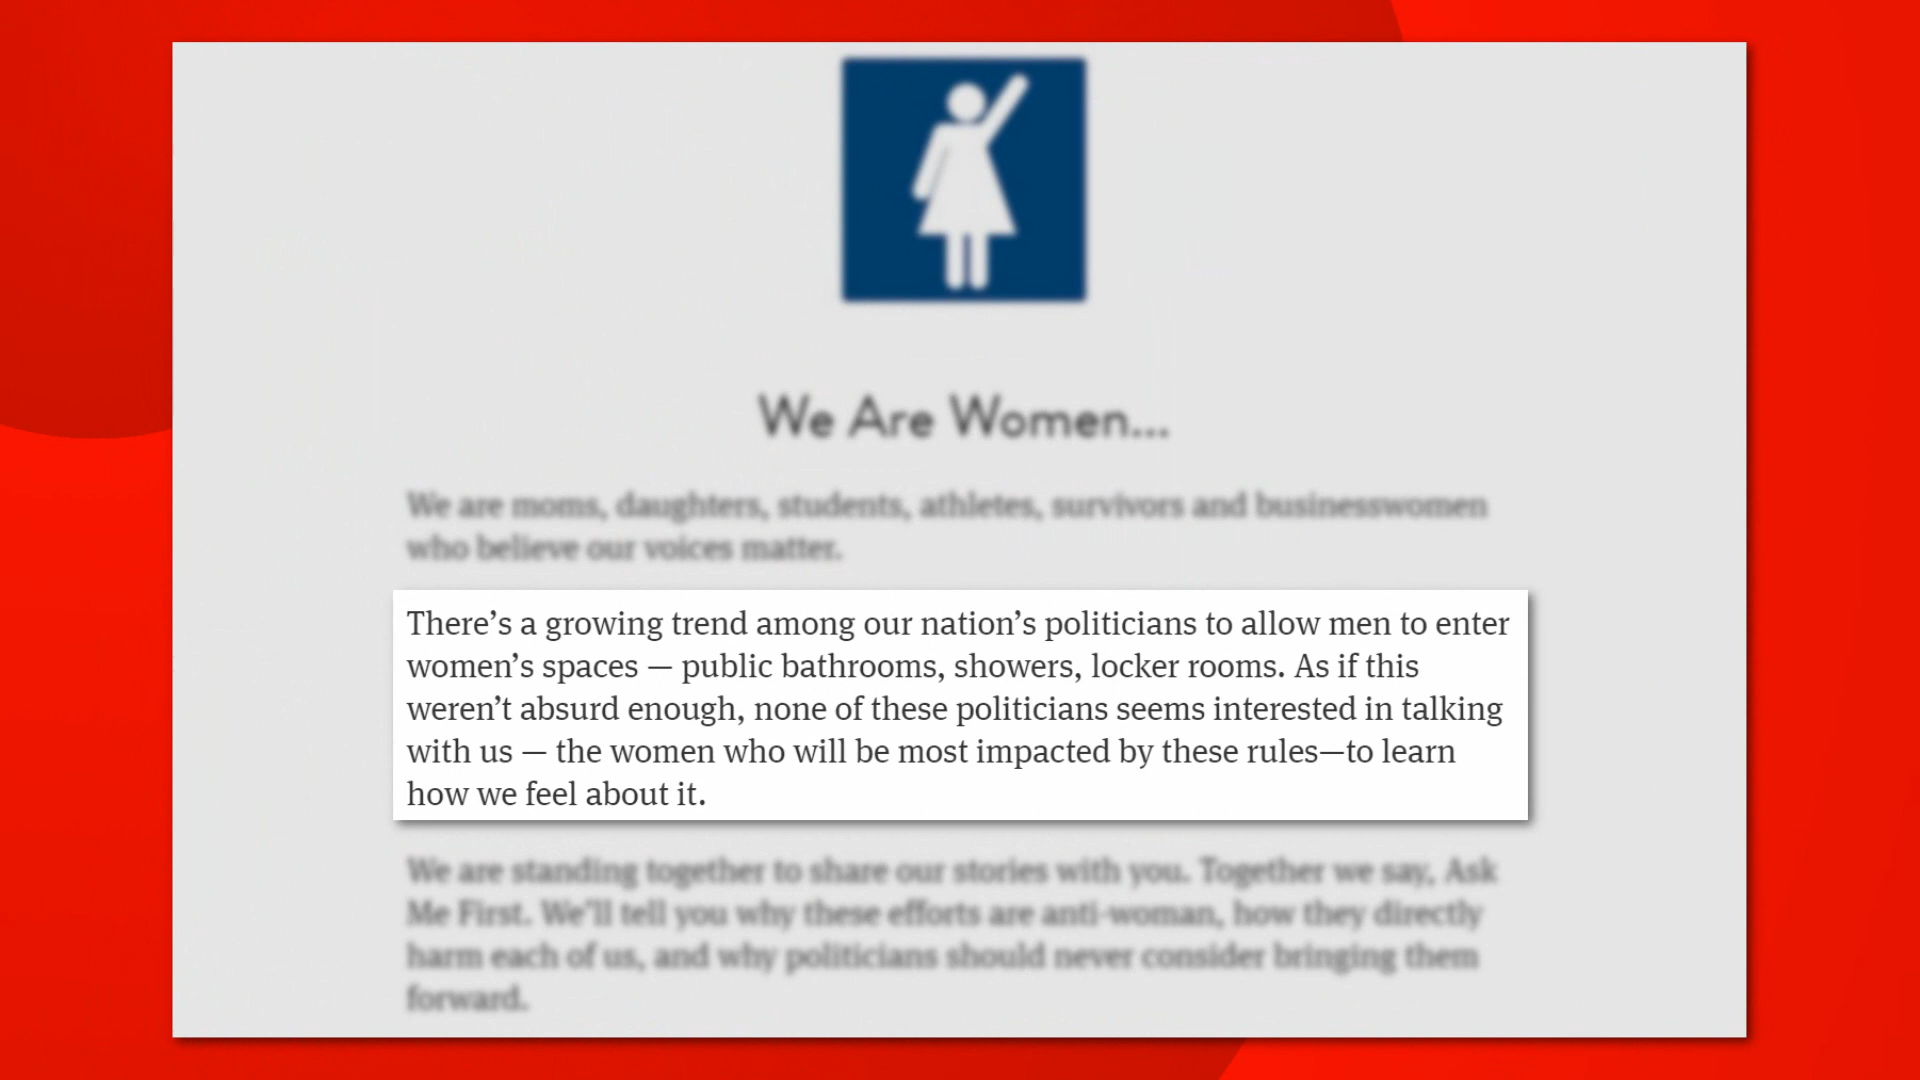 We Are Women...
We are moms, daughters, students, athletes, survivors and businesswomen
who believe our voices matter.
There’s a growing trend among our nation’s politicians to allow men to enter
women’s spaces — public bathrooms, showers, locker rooms. As if this
weren’t absurd enough, none of these politicians seems interested in talking
with us — the women who will be most impacted by these rules—to learn
how we feel about it.
We are standing together to share our stories with you. Together we say, Ask
Me First. We’ll tell you why these efforts are anti-woman, how they directly
harm each of us, and why politicians should never consider bringing them
forward.